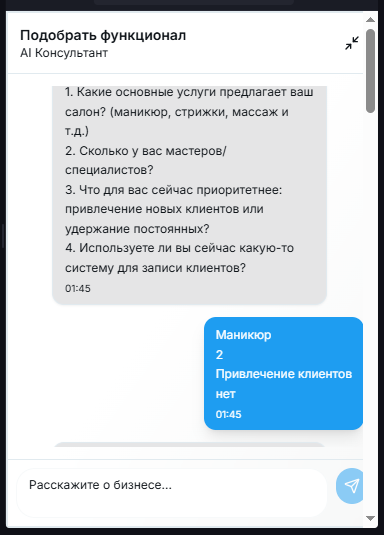 Подобрать функционал
AI Консультант
1. Какие основные услуги предлагает ваш
салон? (маникюр, стрижки, массаж и
т.д.)
2. Сколько у вас мастеров/
специалистов?
3. Что для вас сейчас приоритетнее:
привлечение новых клиентов или
удержание постоянных?
4. Используете ли вы сейчас какую-то
систему для записи клиентов?
01:45
Маникюр
2
Привлечение клиентов
нет
01:45
Расскажите о бизнесе...